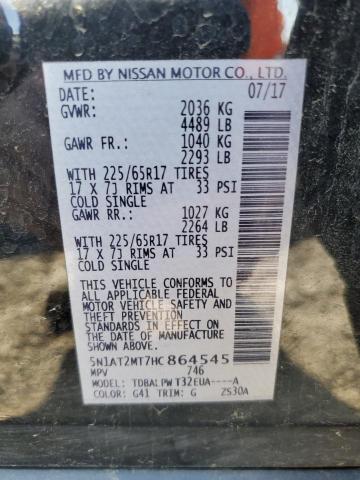 MFD BY NISSAN MOTOR CO., LTD.
DATE: 07/17
GVWR: 2036 KG
4489 LB
GAWR FR: 1040 KG
2293 LB
WITH 225/65R17 TIRES
17 X 7J RIMS AT 33 PSI
COLD SINGLE
GAWR RR: 1027 KG
2264 LB
WITH 225/65R17 TIRES
17 X 7J RIMS AT 33 PSI
COLD SINGLE
THIS VEHICLE CONFORMS TO
ALL APPLICABLE FEDERAL
MOTOR VEHICLE SAFETY AND
THEFT PREVENTION
STANDARDS IN EFFECT ON
THE DATE OF MANUFACTURE
SHOWN ABOVE.
5N1AT2MT7HC864545
MPV 746
MODEL: TDBALPW T32EUA----A
COLOR: G41 TRIM: G ZS30A